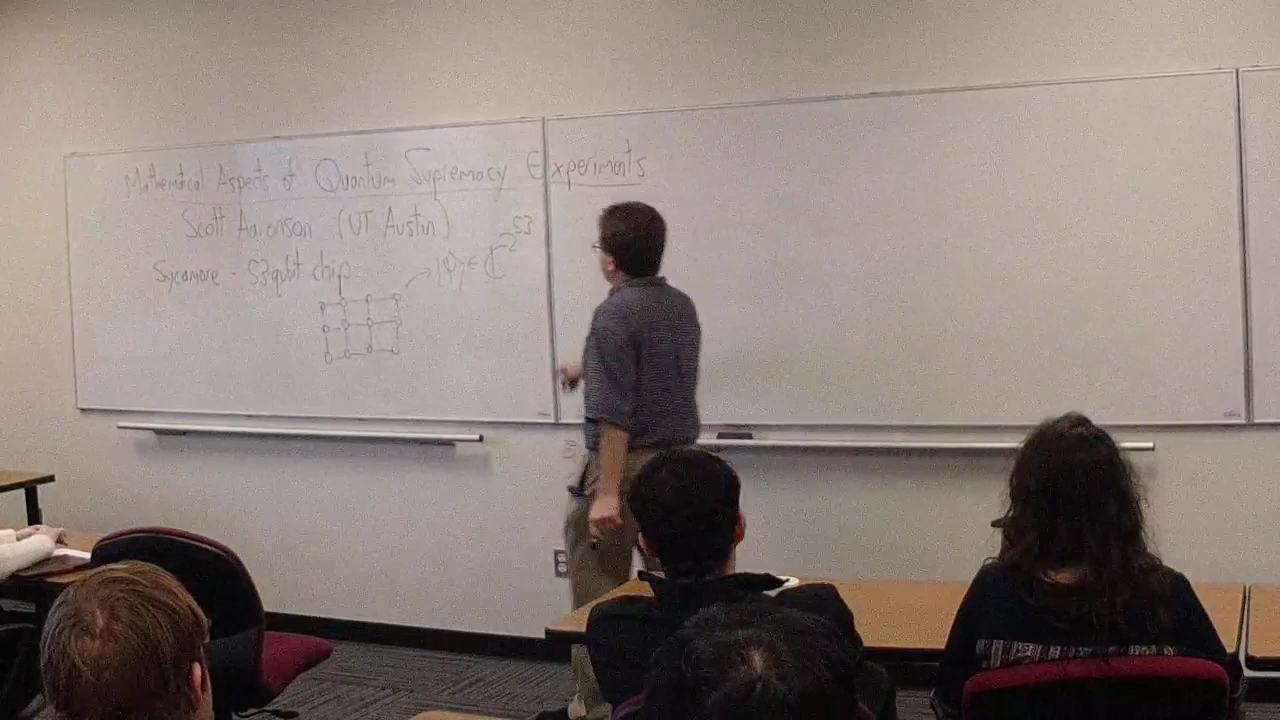 Mathematical Aspects of Quantum Supremacy Experiments
Scott Aaronson (UT Austin)
Sycamore - 53 qubit chip
|ψ⟩ ∈ ℂ^2^53